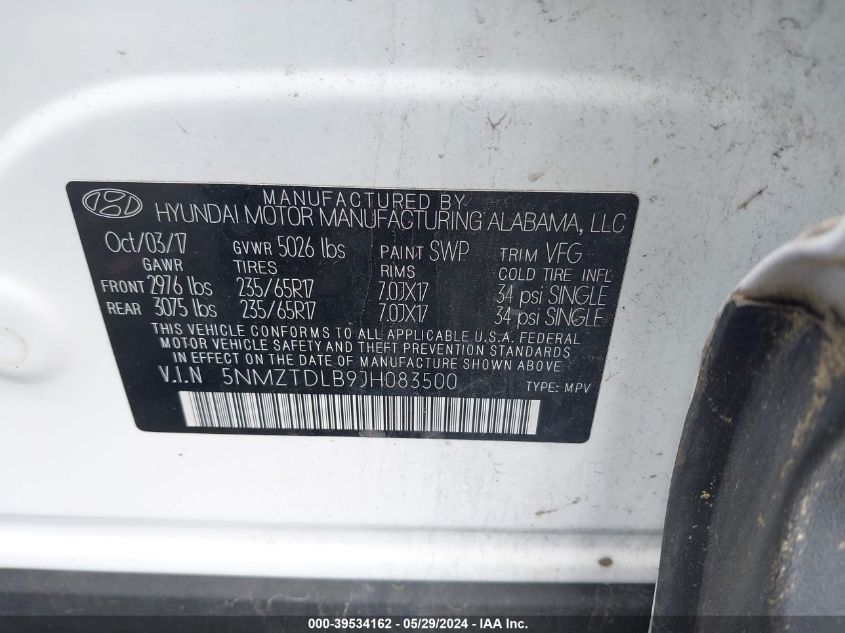 MANUFACTURED BY
HYUNDAI MOTOR MANUFACTURING ALABAMA, LLC
Oct/03/17 GVWR 5026 lbs PAINT SWP TRIM VFG
GAWR TIRES RIMS COLD TIRE INFL
FRONT 2976 lbs 235/65R17 7.0JX17 34 psi SINGLE
REAR 3075 lbs 235/65R17 7.0JX17 34 psi SINGLE
THIS VEHICLE CONFORMS TO ALL APPLICABLE U.S.A. FEDERAL
MOTOR VEHICLE SAFETY AND THEFT PREVENTION STANDARDS
IN EFFECT ON THE DATE OF MANUFACTURE SHOWN ABOVE.
V.I.N 5NMZTDLB9JH083500 TYPE: MPV
000-39534162 - 05/29/2024 - IAA Inc.